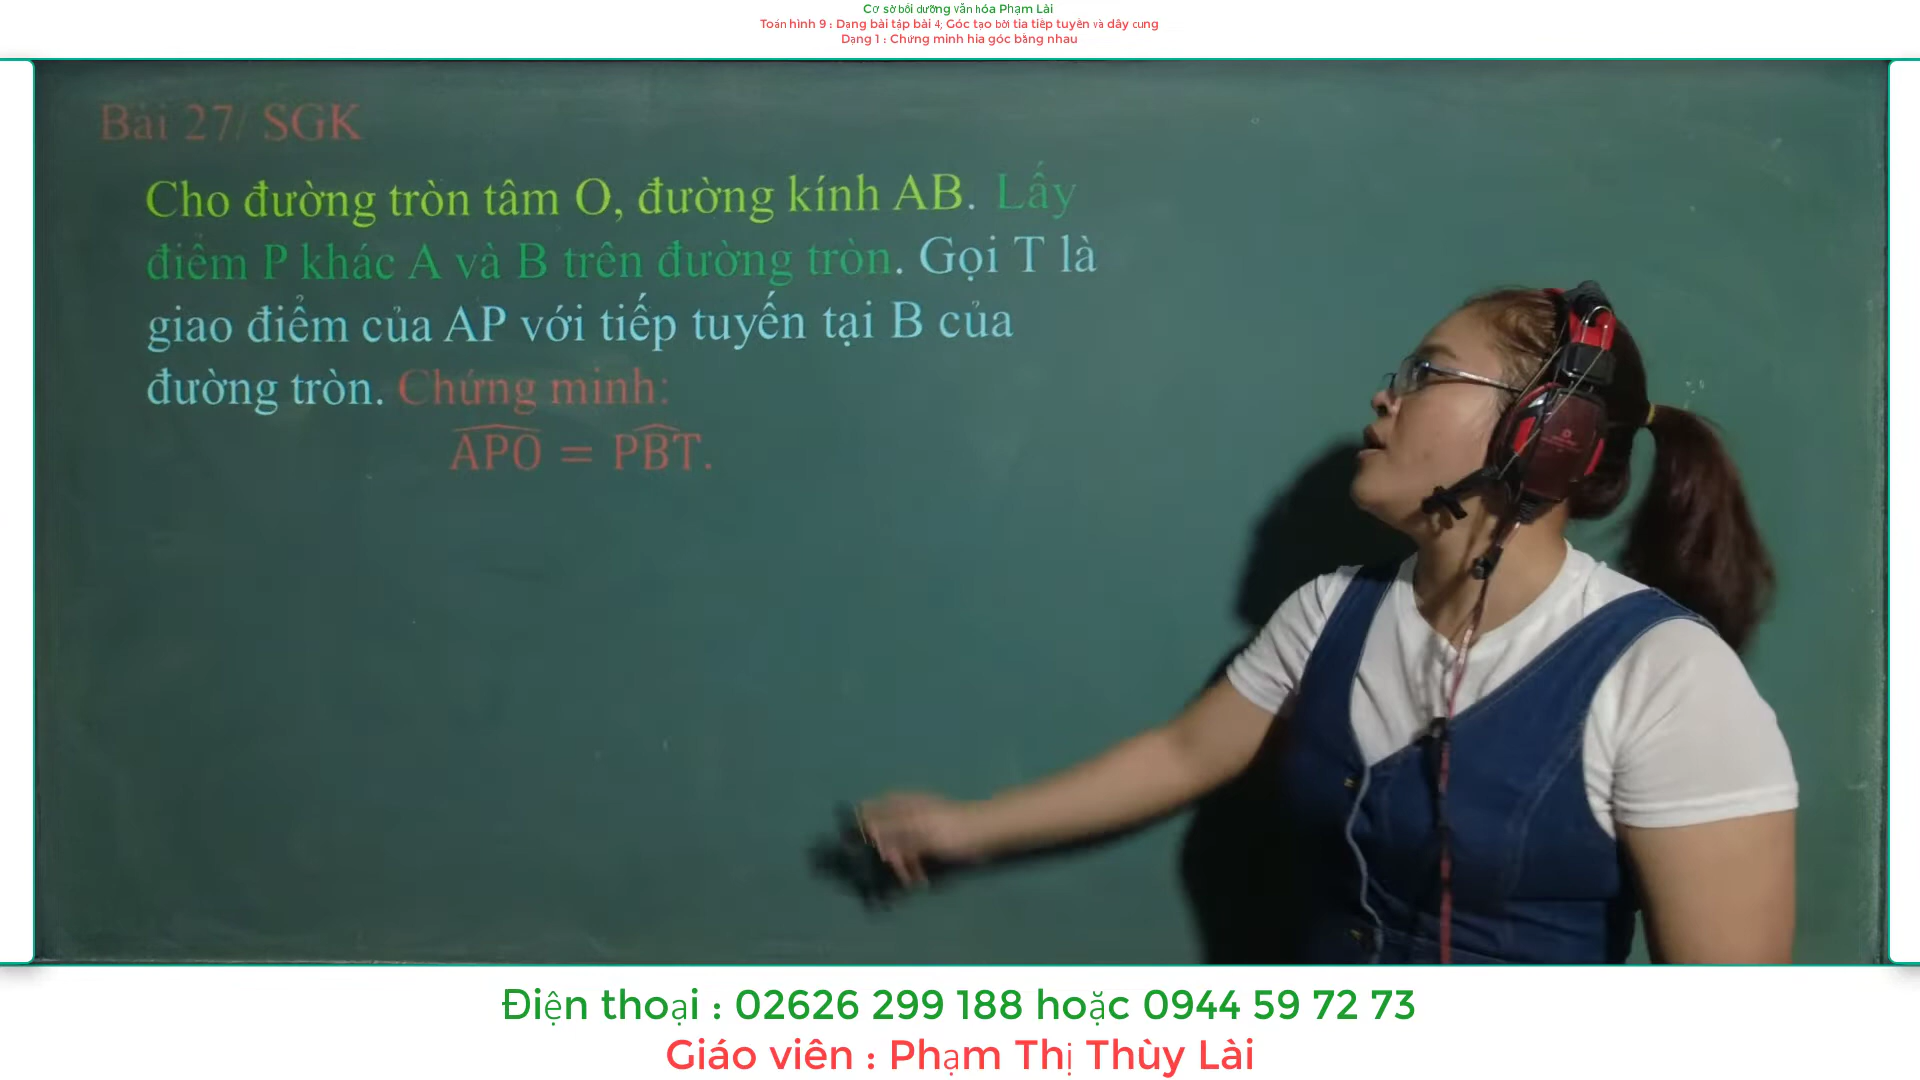 Cơ sở bồi dưỡng văn hóa Phạm Lài
Toán hình 9 : Dạng bài tập bài 4; Góc tạo bởi tia tiếp tuyến và dây cung
Dạng 1 : Chứng minh hia góc bằng nhau
Bài 27/ SGK
Cho đường tròn tâm O, đường kính AB. Lấy
điểm P khác A và B trên đường tròn. Gọi T là
giao điểm của AP với tiếp tuyến tại B của
đường tròn. Chứng minh:
$\widehat{APO} = \widehat{PBT}$.
Điện thoại : 02626 299 188 hoặc 0944 59 72 73
Giáo viên : Phạm Thị Thùy Lài